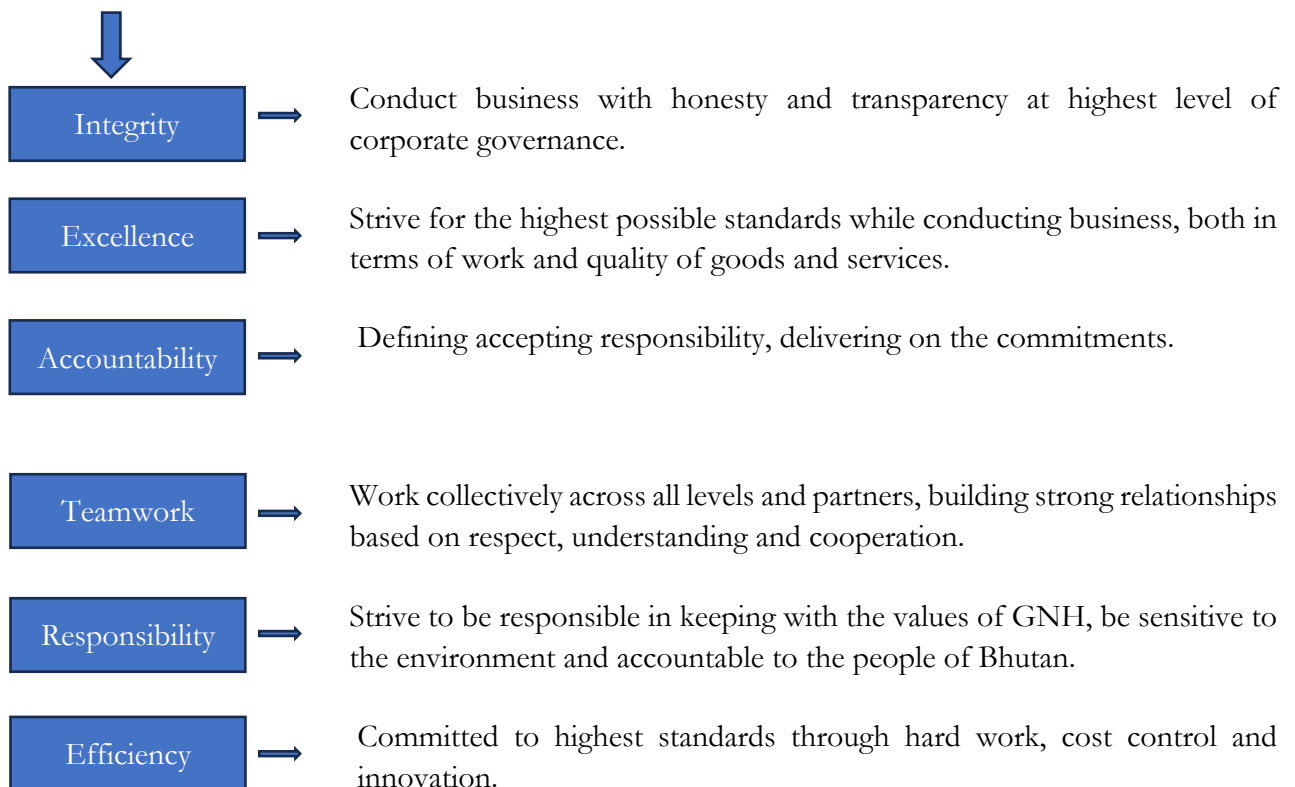 Integrity
Conduct business with honesty and transparency at highest level of
corporate governance.
Excellence
Strive for the highest possible standards while conducting business, both in
terms of work and quality of goods and services.
Accountability
Defining accepting responsibility, delivering on the commitments.
Teamwork
Work collectively across all levels and partners, building strong relationships
based on respect, understanding and cooperation.
Responsibility
Strive to be responsible in keeping with the values of GNH, be sensitive to
the environment and accountable to the people of Bhutan.
Efficiency
Committed to highest standards through hard work, cost control and
innovation.